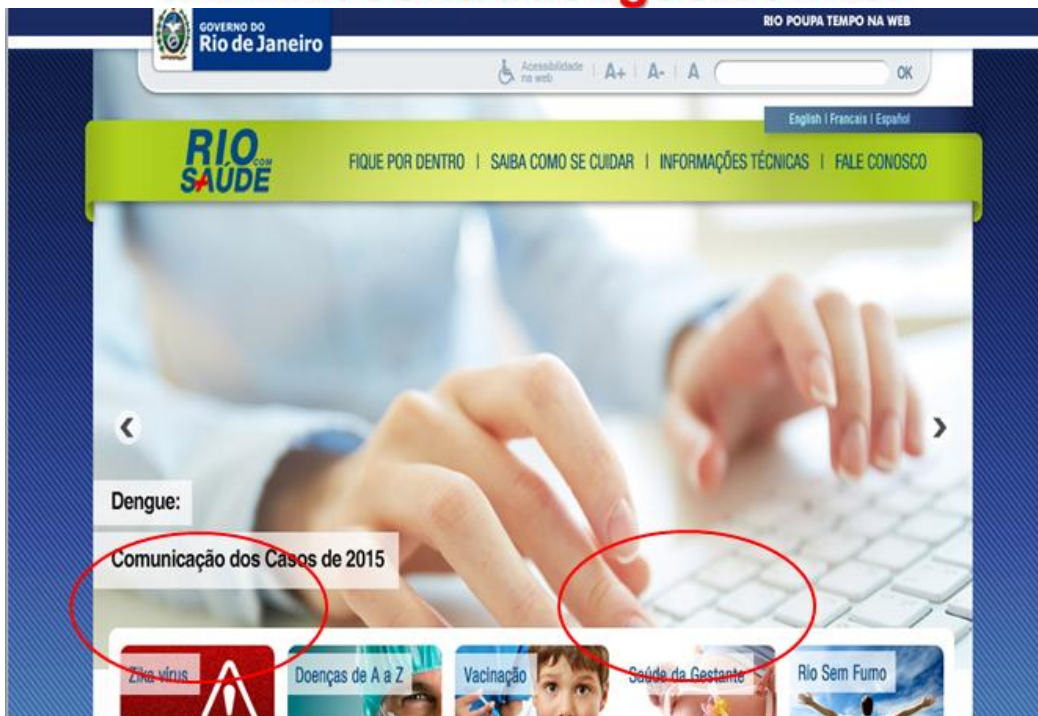 GOVERNO DO
Rio de Janeiro
RIO POUPA TEMPO NA WEB
Acessibilidade
na web | A+ | A- | A OK
English | Francais | Español
RIO COM
SAÚDE
FIQUE POR DENTRO | SAIBA COMO SE CUIDAR | INFORMAÇÕES TÉCNICAS | FALE CONOSCO
Dengue:
Comunicação dos Casos de 2015
Zika vírus
Doenças de A a Z
Vacinação
Saúde da Gestante
Rio Sem Fumo